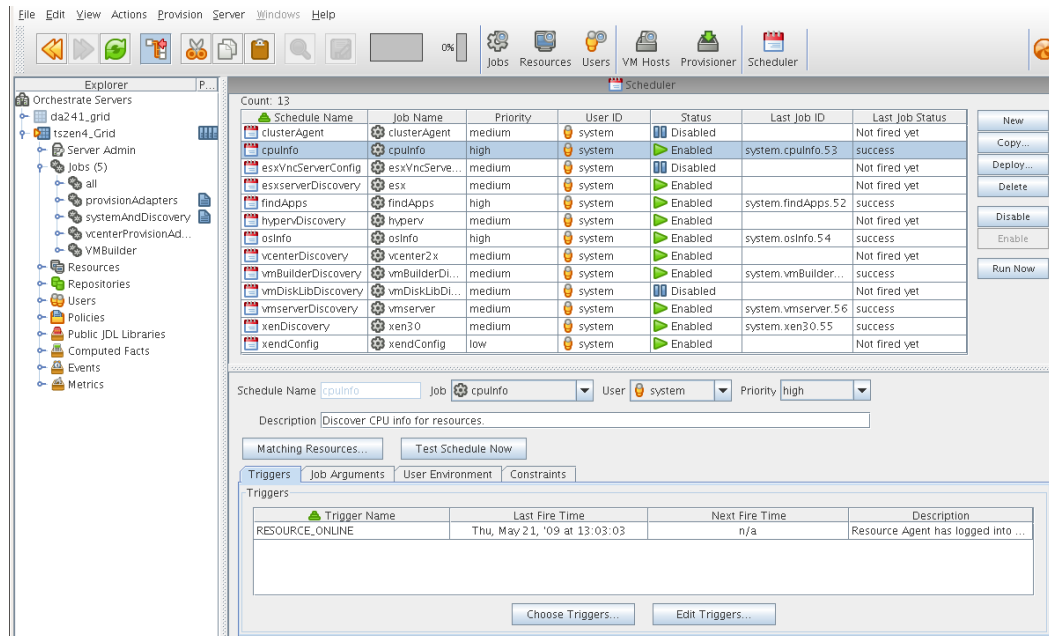 File Edit View Actions Provision Server Windows Help
0%
Jobs Resources Users VM Hosts Provisioner Scheduler
Explorer P...
Orchestrate Servers
da241_grid
tszen4_Grid
Server Admin
Jobs (5)
all
provisionAdapters
systemAndDiscovery
vcenterProvisionAd...
VMBuilder
Resources
Repositories
Users
Policies
Public JDL Libraries
Computed Facts
Events
Metrics
Scheduler
Count: 13
Schedule Name Job Name Priority User ID Status Last Job ID Last Job Status
clusterAgent clusterAgent medium system Disabled Not fired yet
cpuInfo cpuInfo high system Enabled system.cpuInfo.53 success
esxVncServerConfig esxVncServe... medium system Disabled Not fired yet
esxserverDiscovery esx medium system Enabled Not fired yet
findApps findApps high system Enabled system.findApps.52 success
hypervDiscovery hyperv medium system Enabled Not fired yet
osInfo osInfo high system Enabled system.osInfo.54 success
vcenterDiscovery vcenter2x medium system Enabled Not fired yet
vmBuilderDiscovery vmBuilderDi... medium system Enabled system.vmBuilder... success
vmDiskLibDiscovery vmDiskLibDi... medium system Disabled Not fired yet
vmserverDiscovery vmserver medium system Enabled system.vmserver.56 success
xenDiscovery xen30 medium system Enabled system.xen30.55 success
xendConfig xendConfig low system Enabled Not fired yet
New
Copy...
Deploy...
Delete
Disable
Enable
Run Now
Schedule Name cpuInfo Job cpuInfo User system Priority high
Description Discover CPU info for resources.
Matching Resources... Test Schedule Now
Triggers Job Arguments User Environment Constraints
Triggers
Trigger Name Last Fire Time Next Fire Time Description
RESOURCE_ONLINE Thu, May 21, '09 at 13:03:03 n/a Resource Agent has logged into ...
Choose Triggers... Edit Triggers...